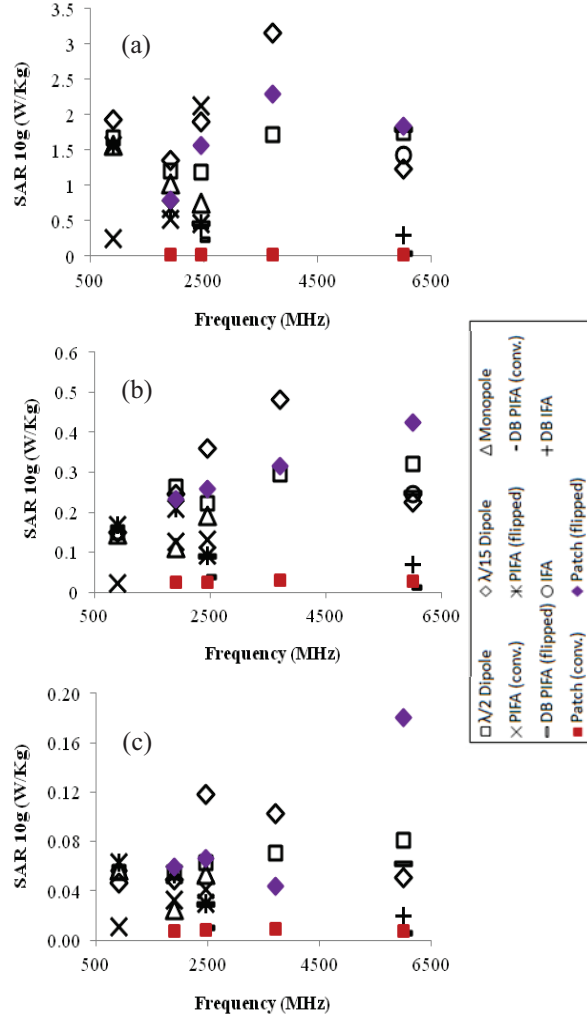 (a)
SAR 10g (W/Kg)
3.5
3
2.5
2
1.5
1
0.5
0
500
2500
4500
6500
Frequency (MHz)
(b)
SAR 10g (W/Kg)
0.6
0.5
0.4
0.3
0.2
0.1
0
500
2500
4500
6500
Frequency (MHz)
(c)
SAR 10g (W/Kg)
0.20
0.16
0.12
0.08
0.04
0.00
500
2500
4500
6500
Frequency (MHz)
λ/2 Dipole
λ/15 Dipole
Monopole
PIFA (conv.)
PIFA (flipped)
DB PIFA (conv.)
DB PIFA (flipped)
IFA
DB IFA
Patch (conv.)
Patch (flipped)